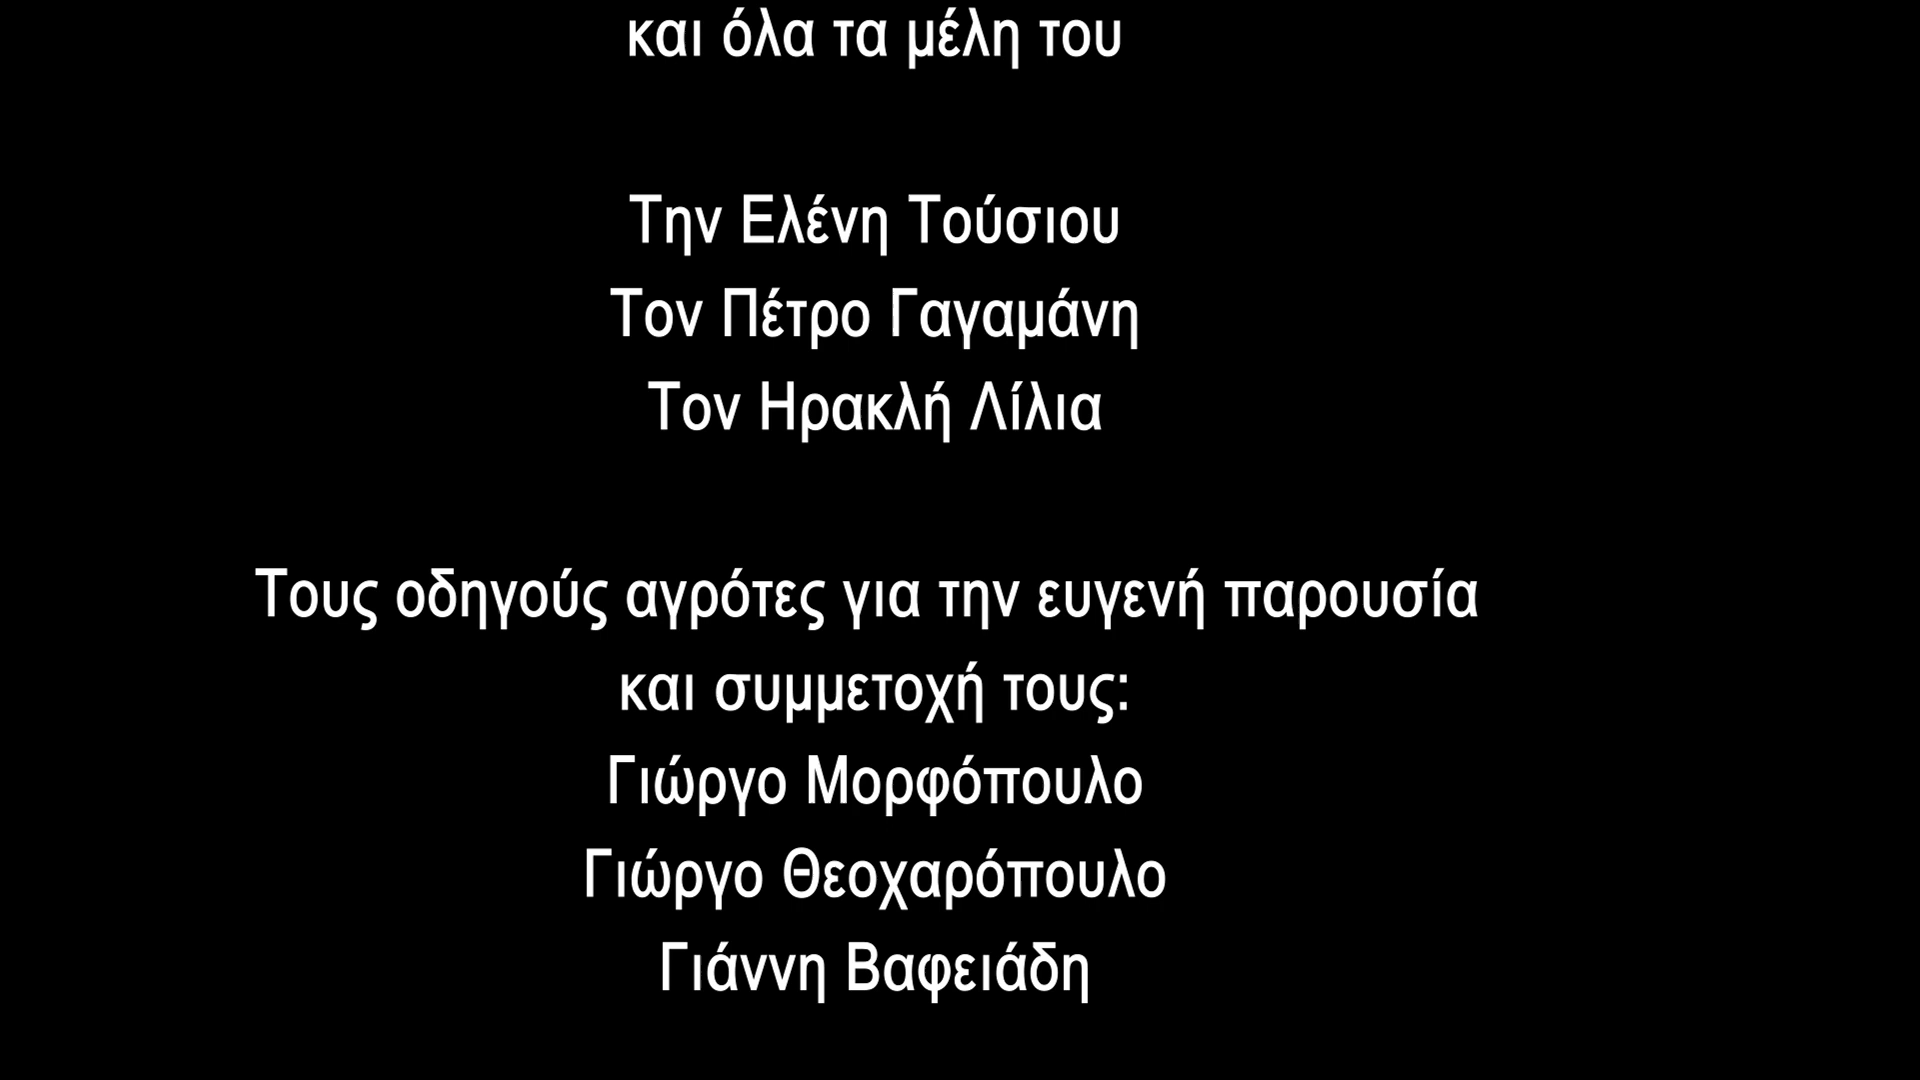 και όλα τα μέλη του
Την Ελένη Τούσιου
Τον Πέτρο Γαγαμάνη
Τον Ηρακλή Λίλια
Τους οδηγούς αγρότες για την ευγενή παρουσία
και συμμετοχή τους:
Γιώργο Μορφόπουλο
Γιώργο Θεοχαρόπουλο
Γιάννη Βαφειάδη